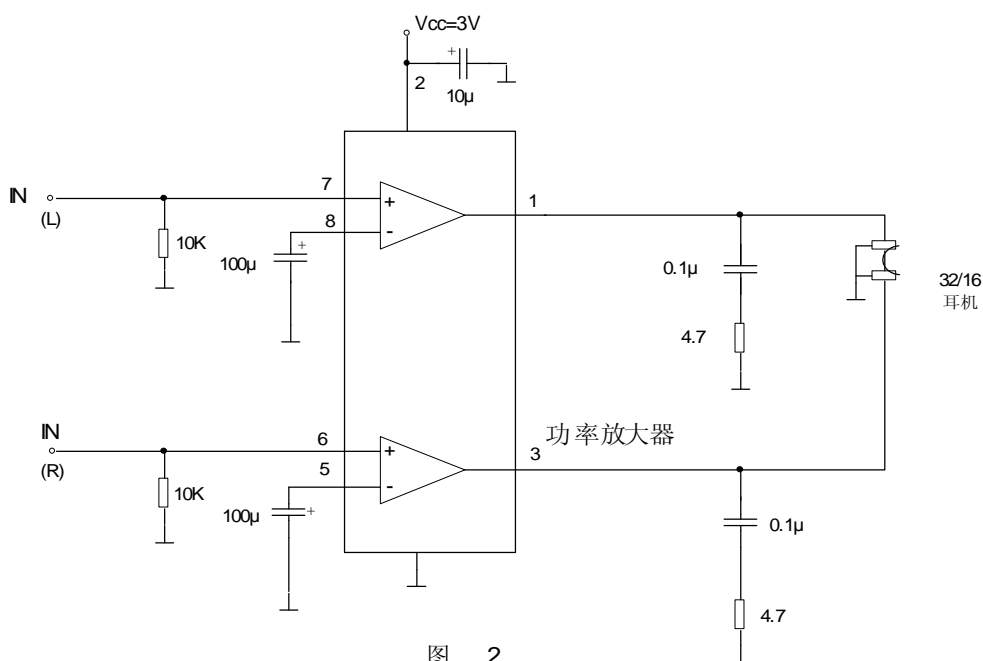 Vcc=3V
+
2
10µ
IN
(L)
7
+
1
8
-
10K
+
100µ
0.1µ
32/16
耳机
4.7
功率放大器
IN
(R)
6
+
3
5
-
10K
100µ
+
0.1µ
4.7
图 2